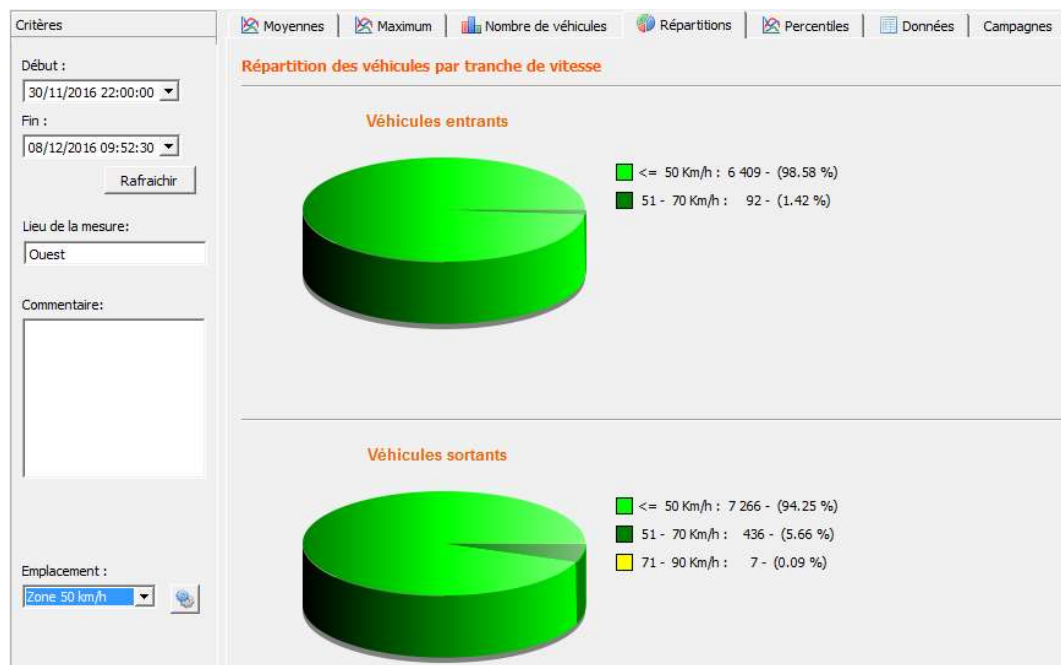 Critères
Début :
30/11/2016 22:00:00
Fin :
08/12/2016 09:52:30
Rafraichir
Lieu de la mesure:
Ouest
Commentaire:
Emplacement :
Zone 50 km/h
Moyennes
Maximum
Nombre de véhicules
Répartitions
Percentiles
Données
Campagnes
Répartition des véhicules par tranche de vitesse
Véhicules entrants
<= 50 Km/h : 6 409 - (98.58 %)
51 - 70 Km/h : 92 - (1.42 %)
Véhicules sortants
<= 50 Km/h : 7 266 - (94.25 %)
51 - 70 Km/h : 436 - (5.66 %)
71 - 90 Km/h : 7 - (0.09 %)